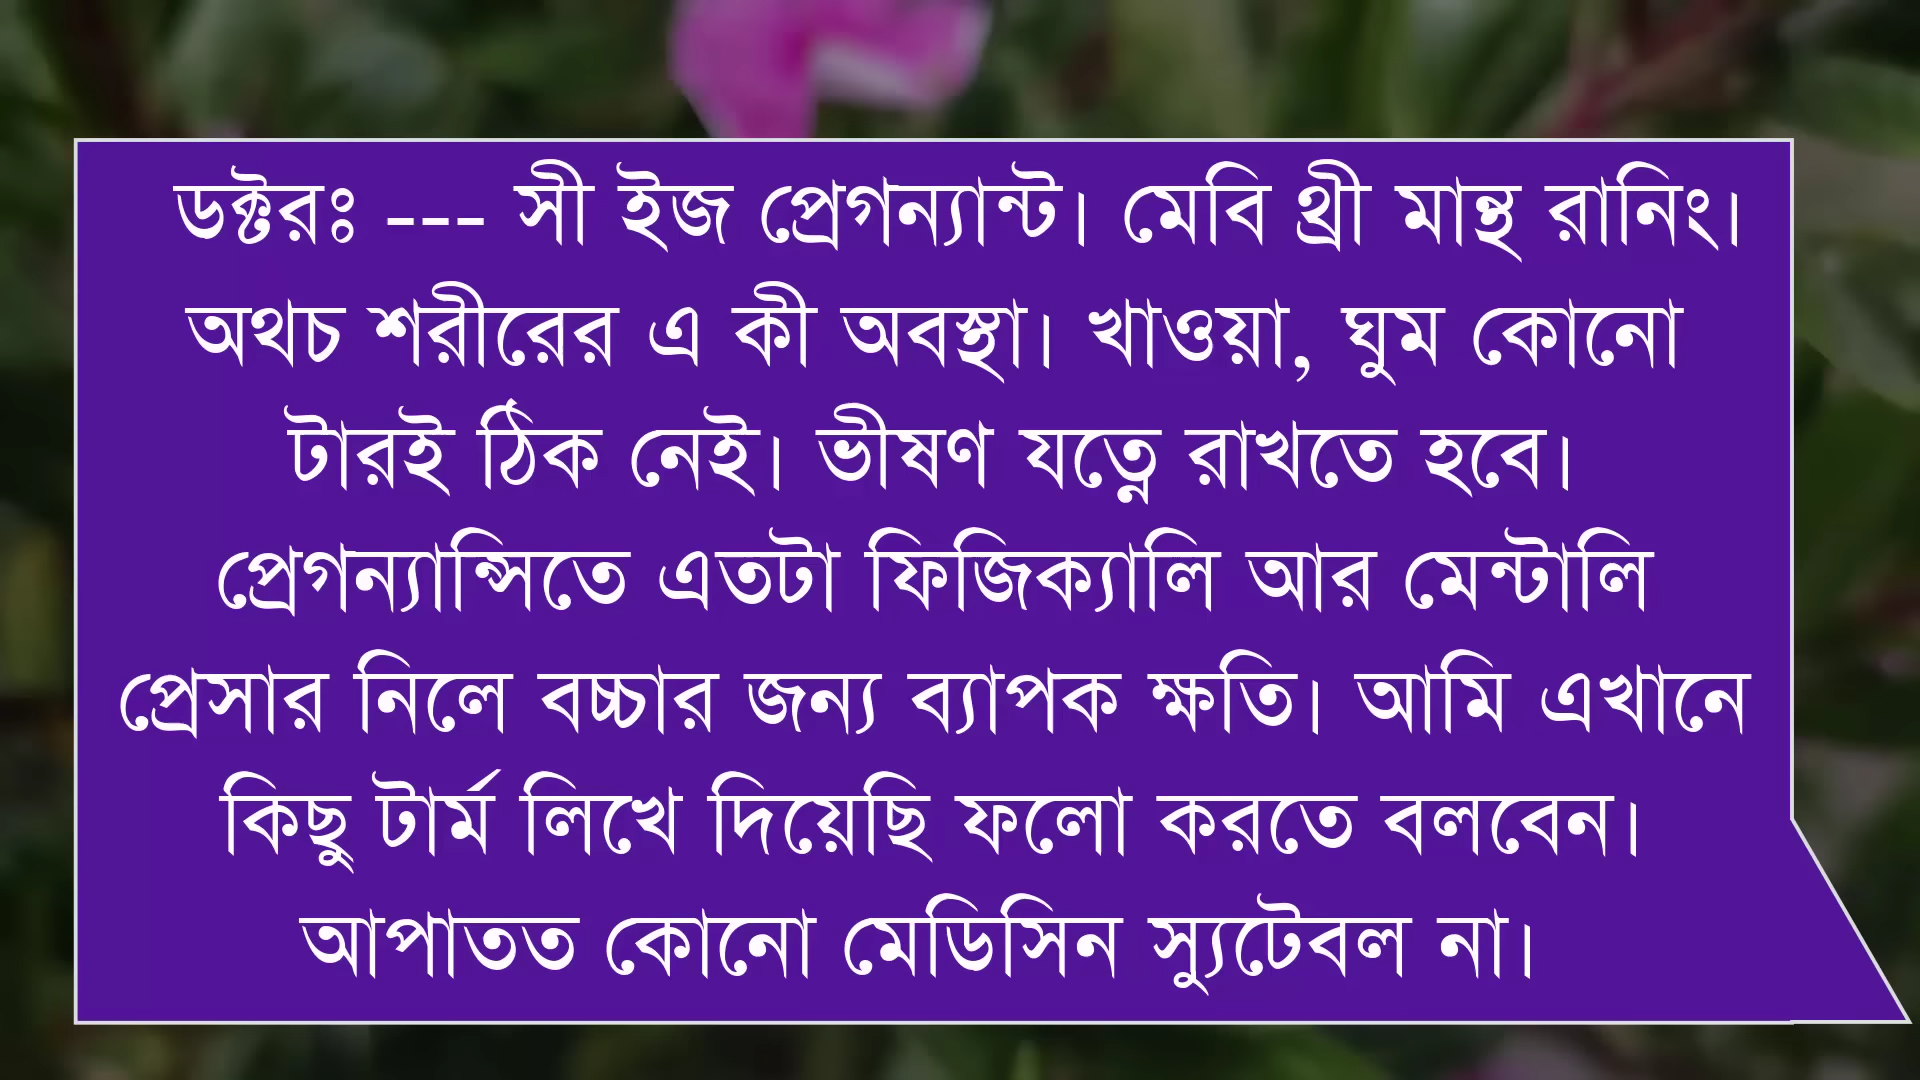 ডক্টরঃ --- সী ইজ প্রেগন্যান্ট। মেবি থ্রী মান্থ রানিং।
অথচ শরীরের এ কী অবস্থা। খাওয়া, ঘুম কোনো
টারই ঠিক নেই। ভীষণ যত্নে রাখতে হবে।
প্রেগন্যান্সিতে এতটা ফিজিক্যালি আর মেন্টালি
প্রেসার নিলে বচ্চার জন্য ব্যাপক ক্ষতি। আমি এখানে
কিছু টার্ম লিখে দিয়েছি ফলো করতে বলবেন।
আপাতত কোনো মেডিসিন স্যুটেবল না।